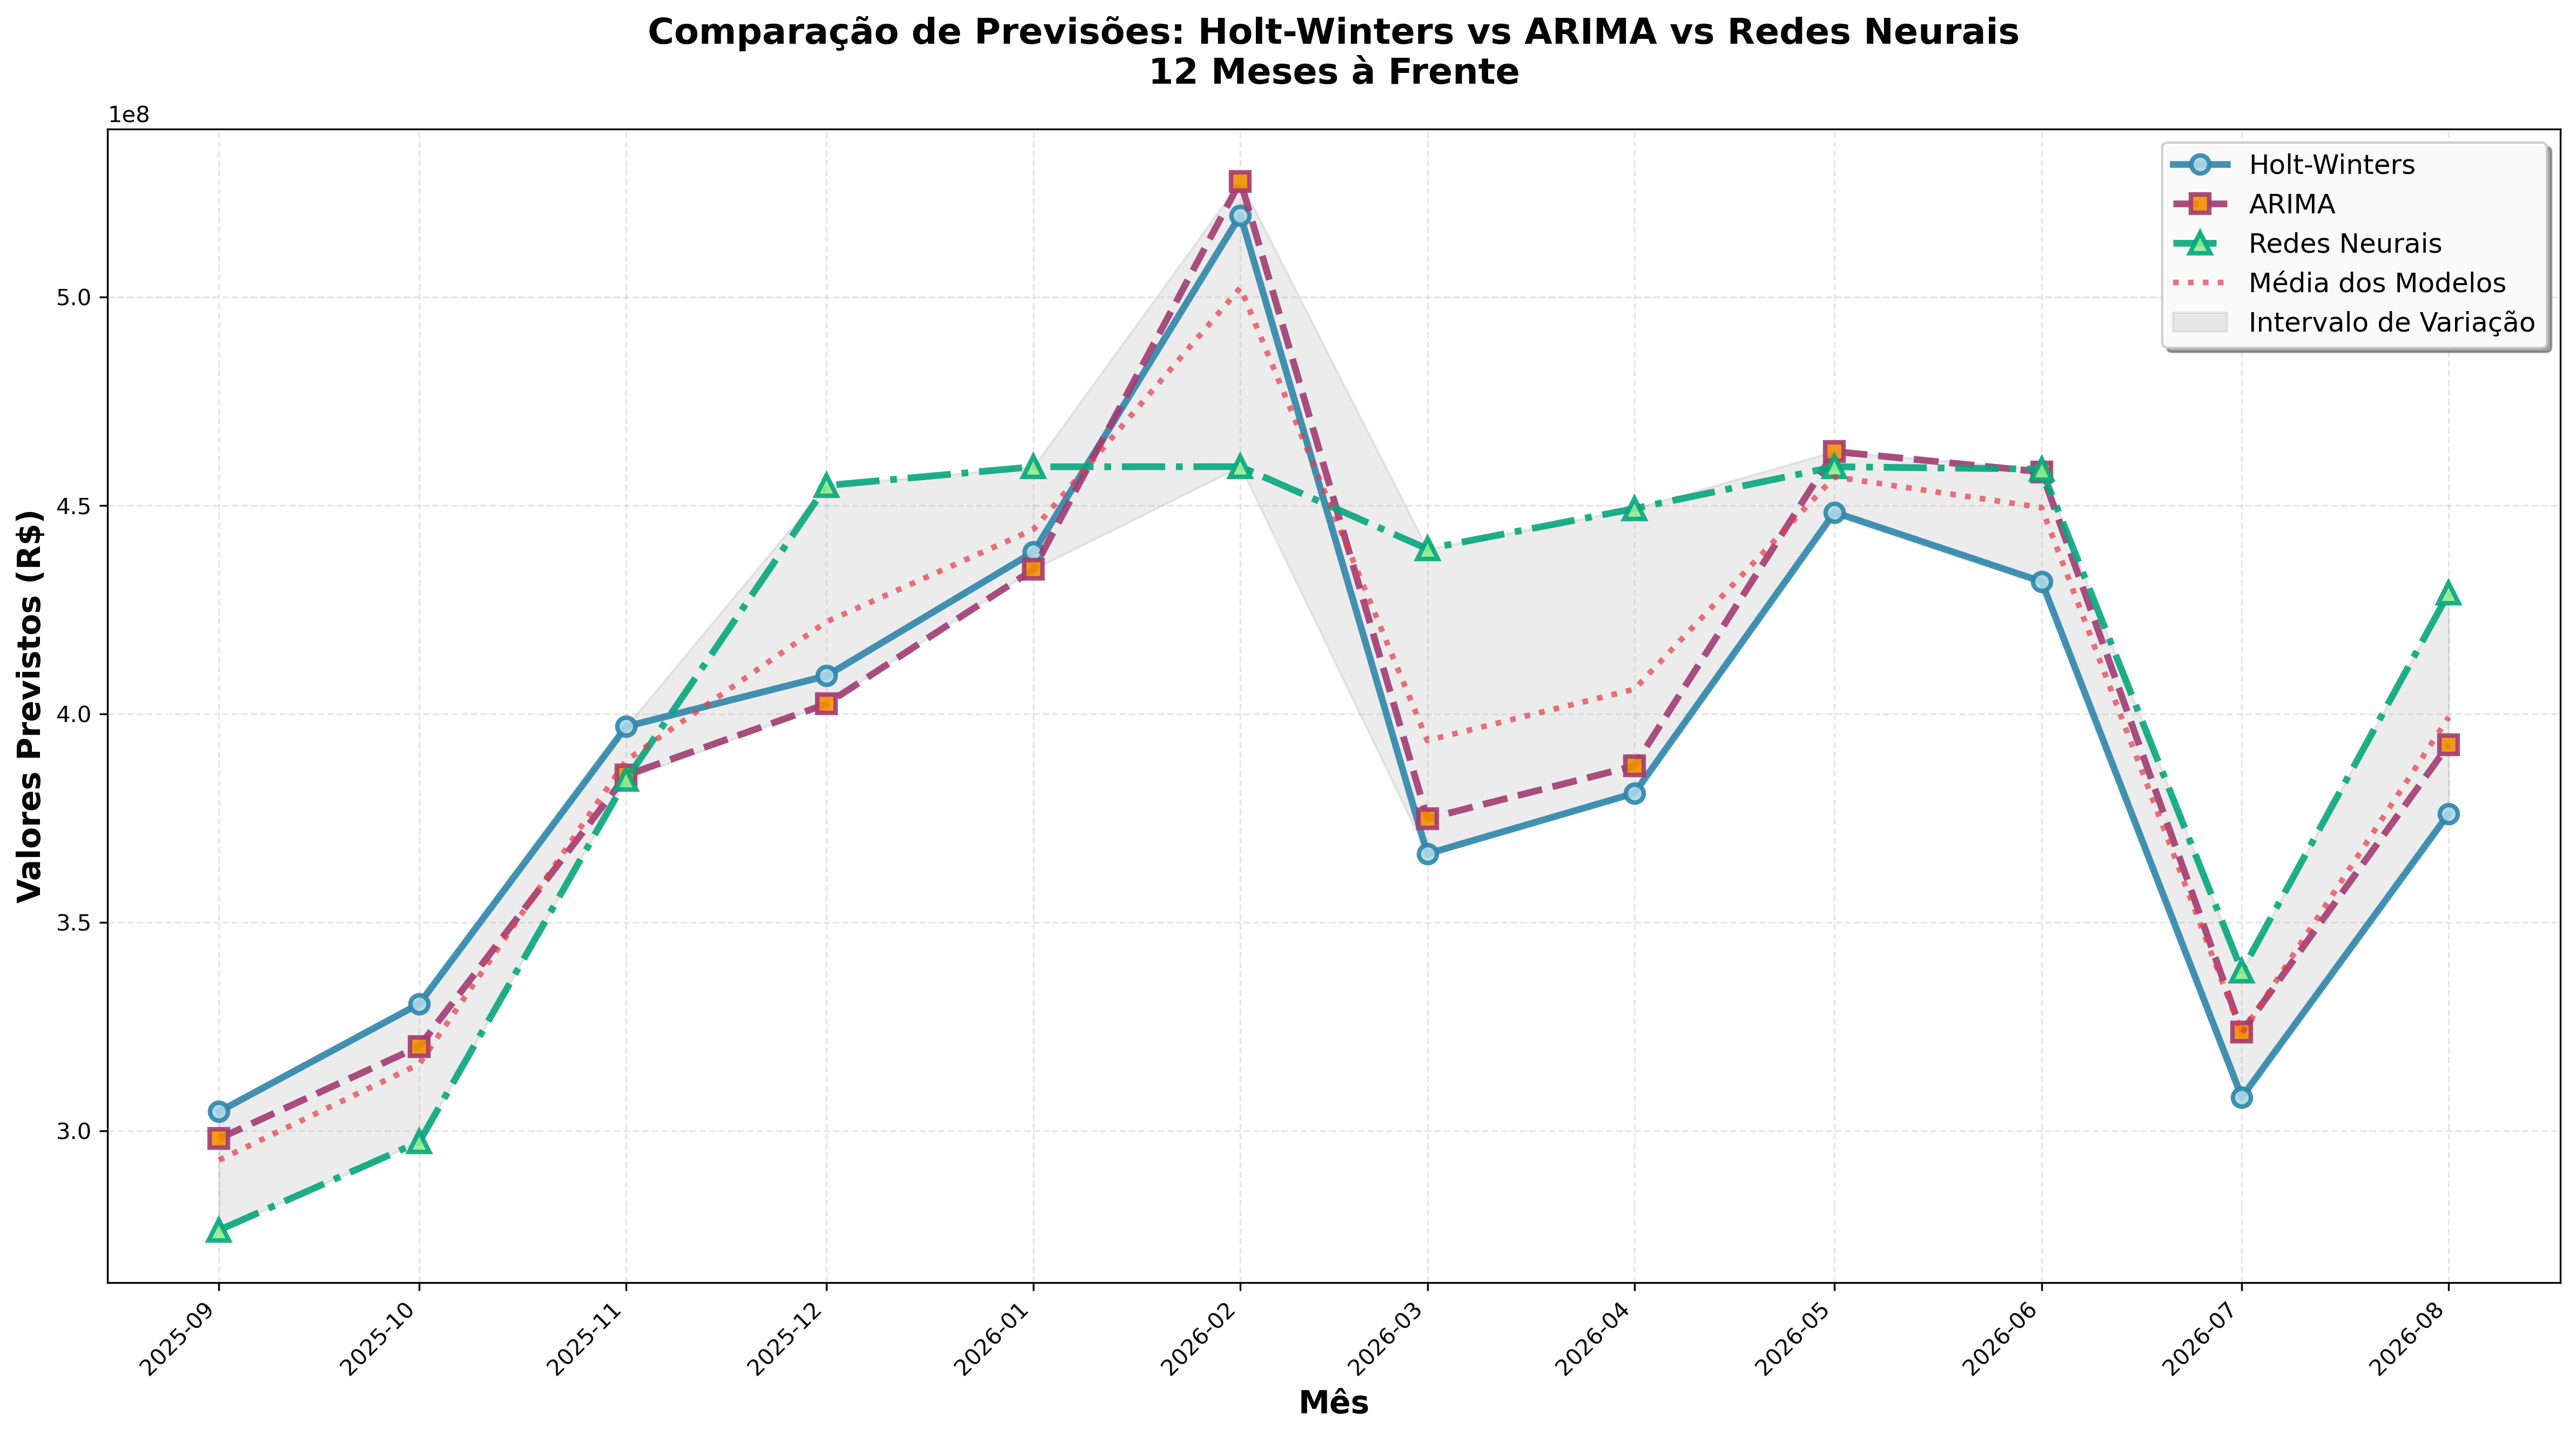 Comparação de Previsões: Holt-Winters vs ARIMA vs Redes Neurais
12 Meses à Frente
1e8
Holt-Winters
ARIMA
Redes Neurais
Média dos Modelos
Intervalo de Variação
Valores Previstos (R$)
5.0
4.5
4.0
3.5
3.0
2025-09
2025-10
2025-11
2025-12
2026-01
2026-02
2026-03
2026-04
2026-05
2026-06
2026-07
2026-08
Mês